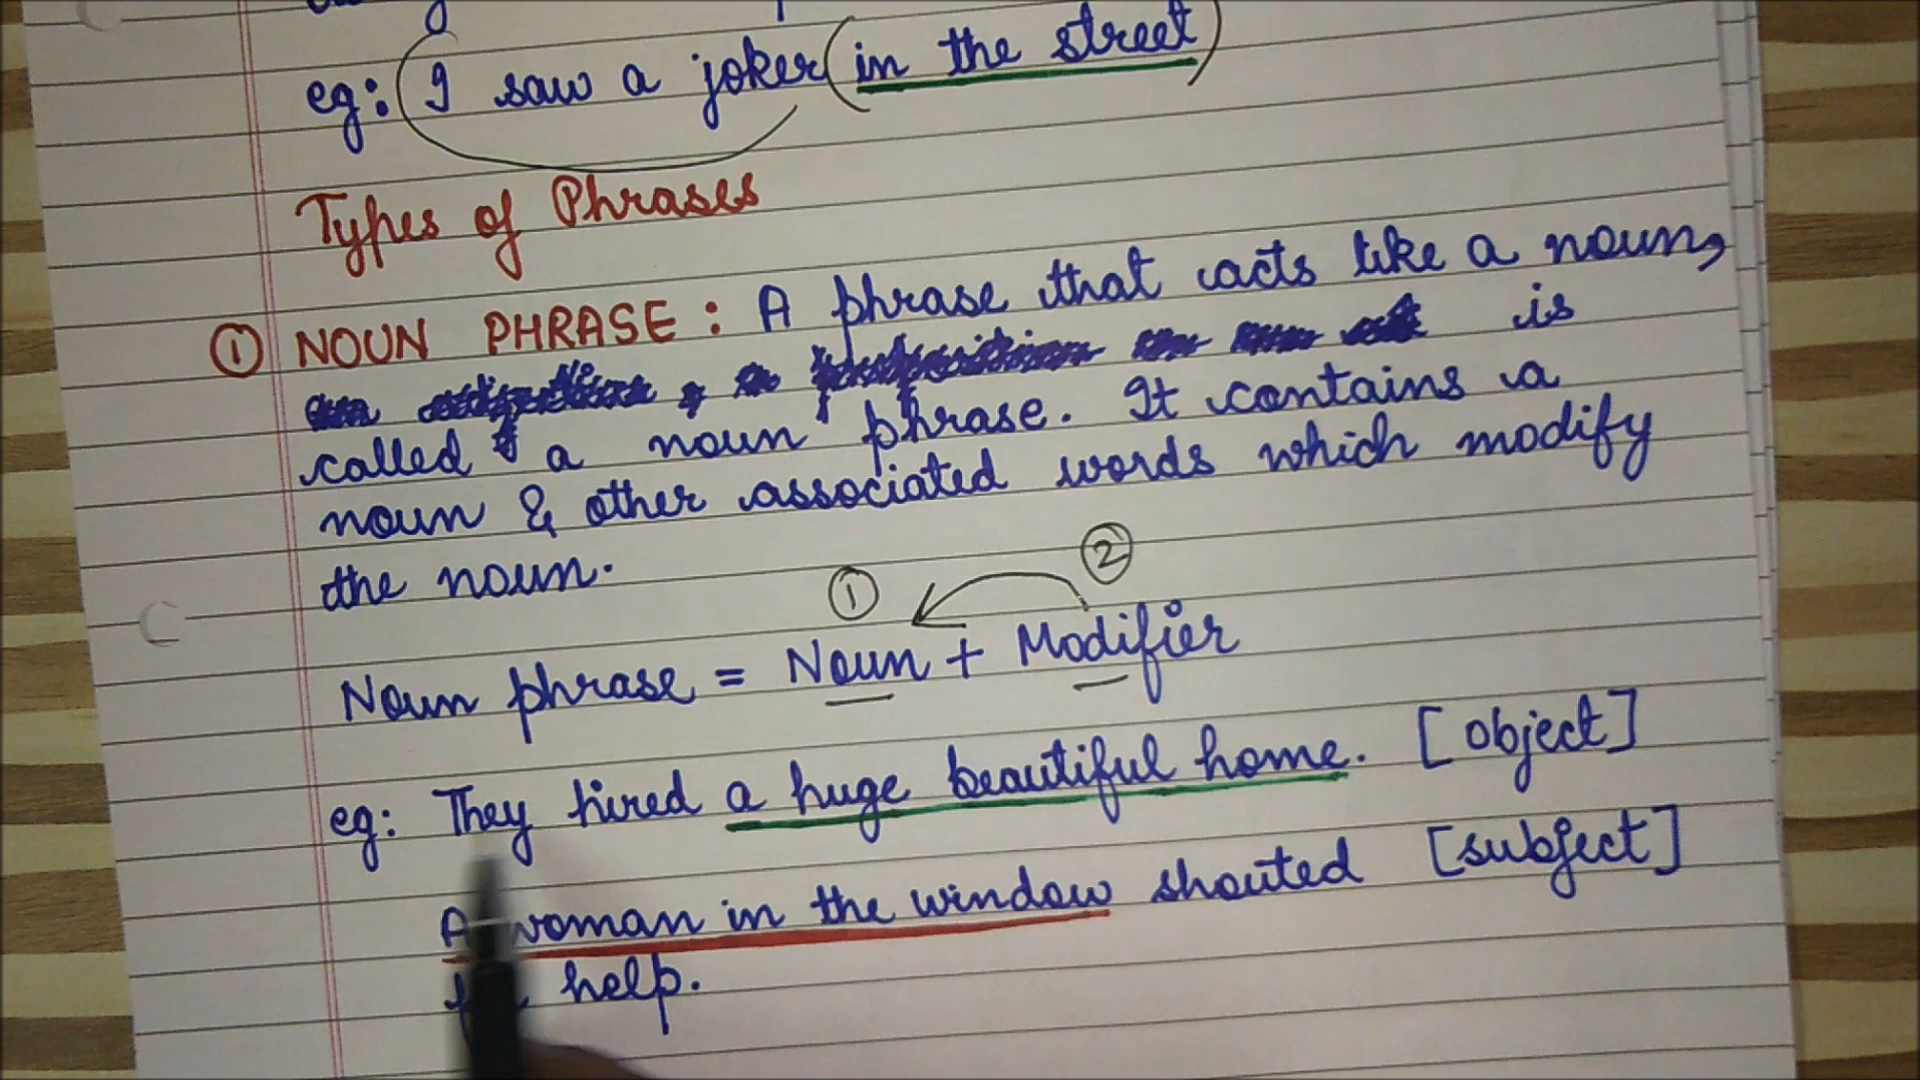 eg: I saw a joker (in the street)
Types of Phrases
① NOUN PHRASE : A phrase that acts like a noun,
is
called a noun phrase. It contains a
noun & other associated words which modify
the noun.
① ②
Noun phrase = Noun + Modifier
eg: They hired a huge beautiful home. [object]
A woman in the window shouted [subject]
help.